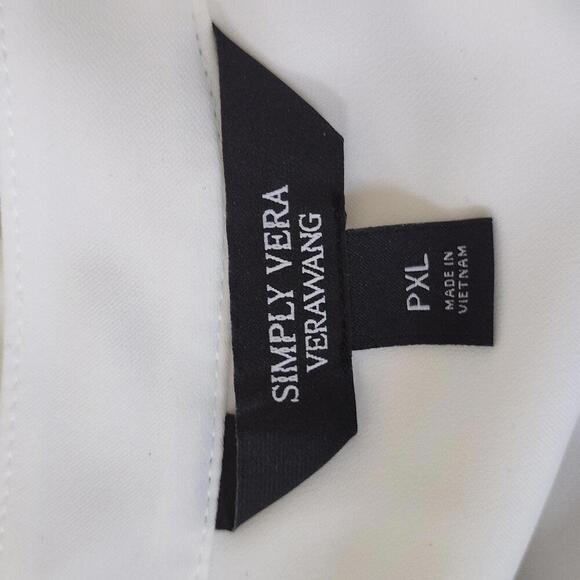 SIMPLY VERA
VERAWANG
PXL
MADE IN
VIETNAM